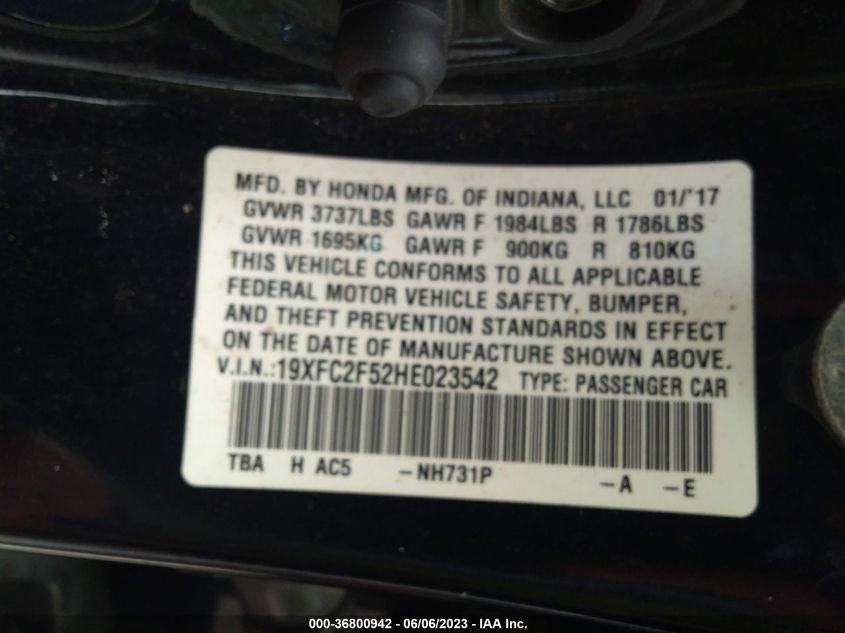 MFD. BY HONDA MFG. OF INDIANA, LLC 01/'17
GVWR 3737LBS GAWR F 1984LBS R 1786LBS
GVWR 1695KG GAWR F 900KG R 810KG
THIS VEHICLE CONFORMS TO ALL APPLICABLE
FEDERAL MOTOR VEHICLE SAFETY, BUMPER,
AND THEFT PREVENTION STANDARDS IN EFFECT
ON THE DATE OF MANUFACTURE SHOWN ABOVE.
V.I.N.:19XFC2F52HE023542 TYPE: PASSENGER CAR
TBA H AC5 –NH731P –A –E
000-36800942 - 06/06/2023 - IAA Inc.